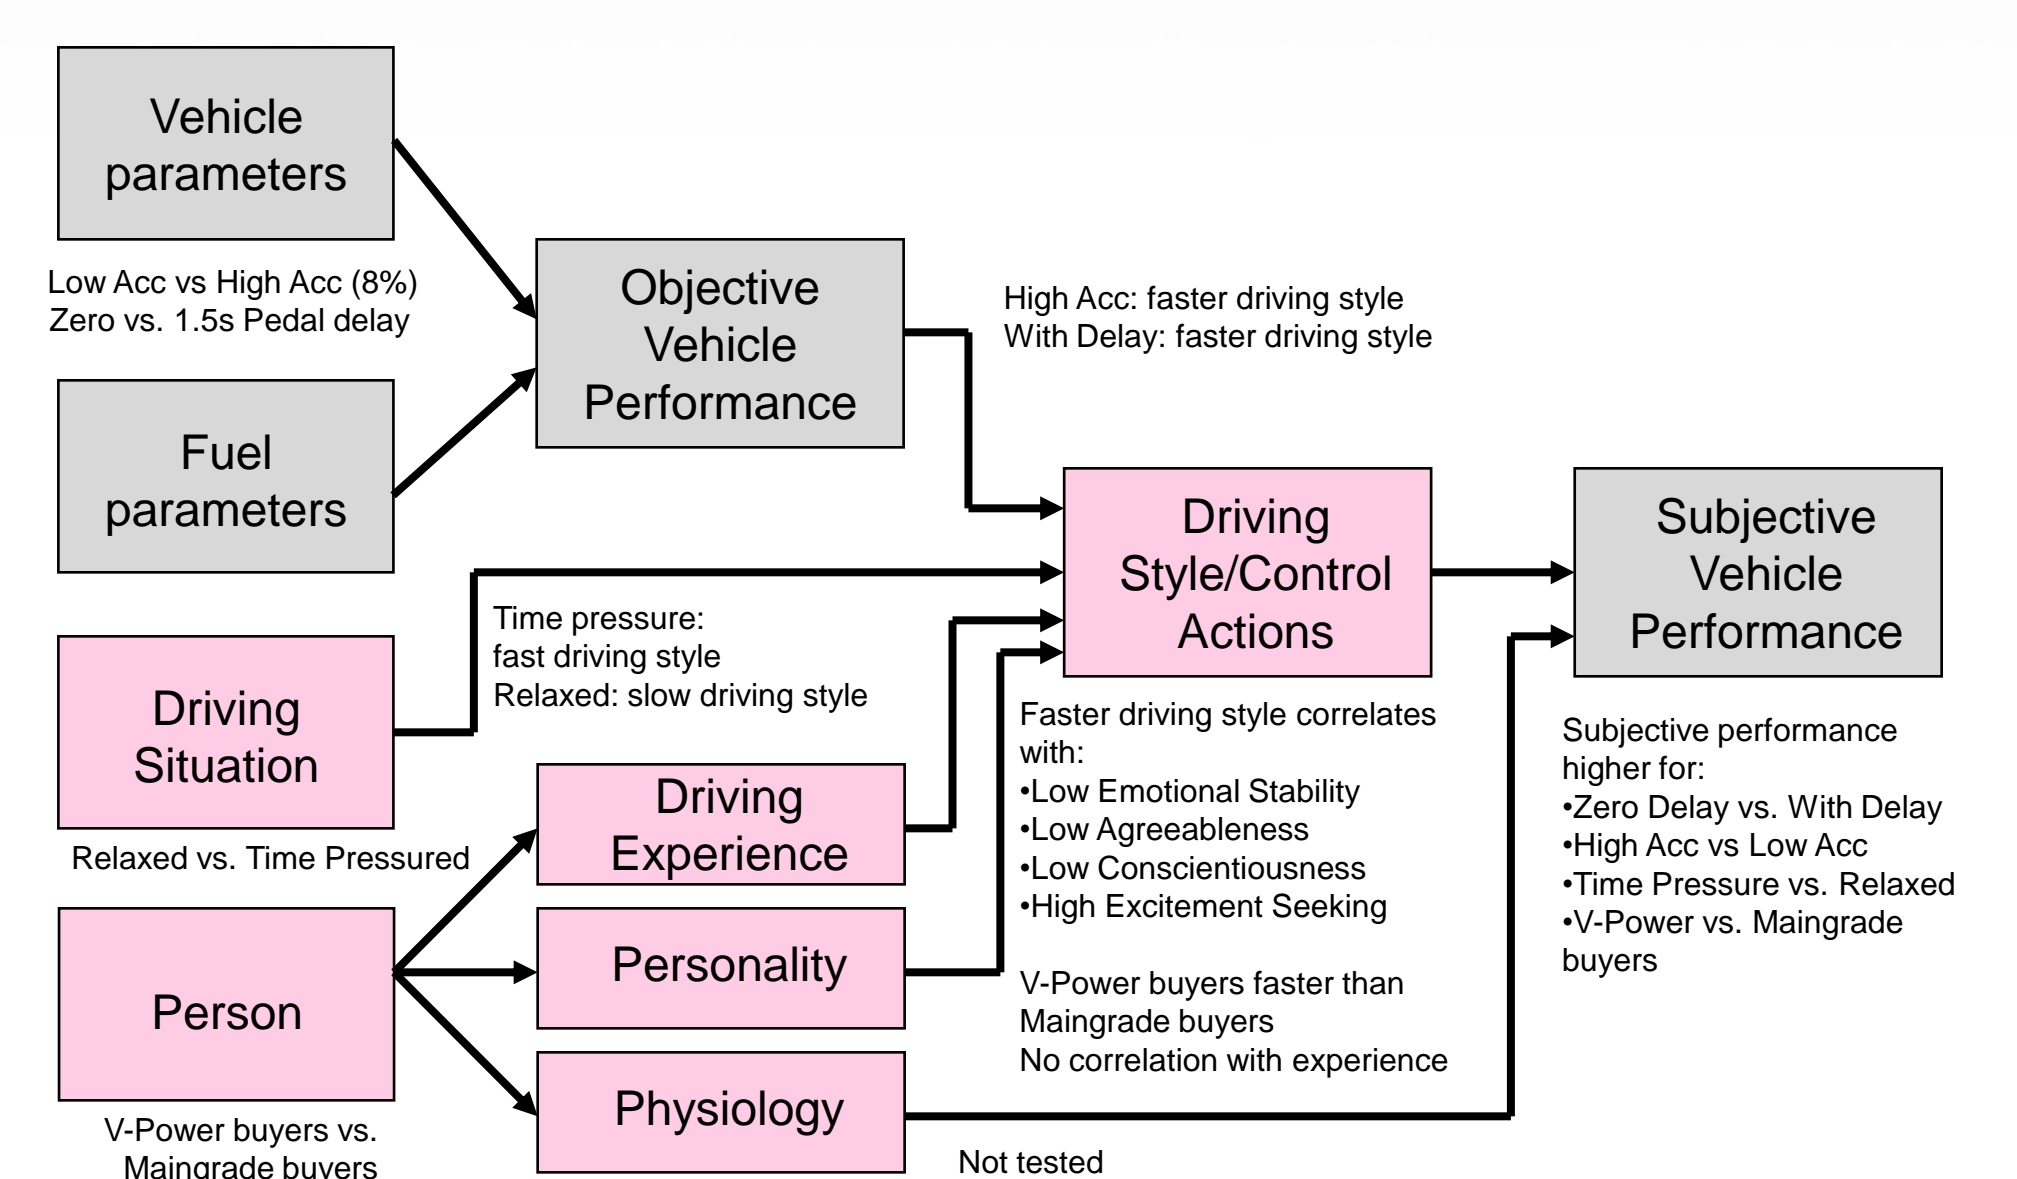 Vehicle
parameters
Low Acc vs High Acc (8%)
Zero vs. 1.5s Pedal delay
Fuel
parameters
Objective
Vehicle
Performance
High Acc: faster driving style
With Delay: faster driving style
Driving
Situation
Relaxed vs. Time Pressured
Time pressure:
fast driving style
Relaxed: slow driving style
Person
V-Power buyers vs.
Maingrade buyers
Driving
Experience
Personality
Physiology
Not tested
Driving
Style/Control
Actions
Faster driving style correlates
with:
•Low Emotional Stability
•Low Agreeableness
•Low Conscientiousness
•High Excitement Seeking
V-Power buyers faster than
Maingrade buyers
No correlation with experience
Subjective
Vehicle
Performance
Subjective performance
higher for:
•Zero Delay vs. With Delay
•High Acc vs Low Acc
•Time Pressure vs. Relaxed
•V-Power vs. Maingrade
buyers